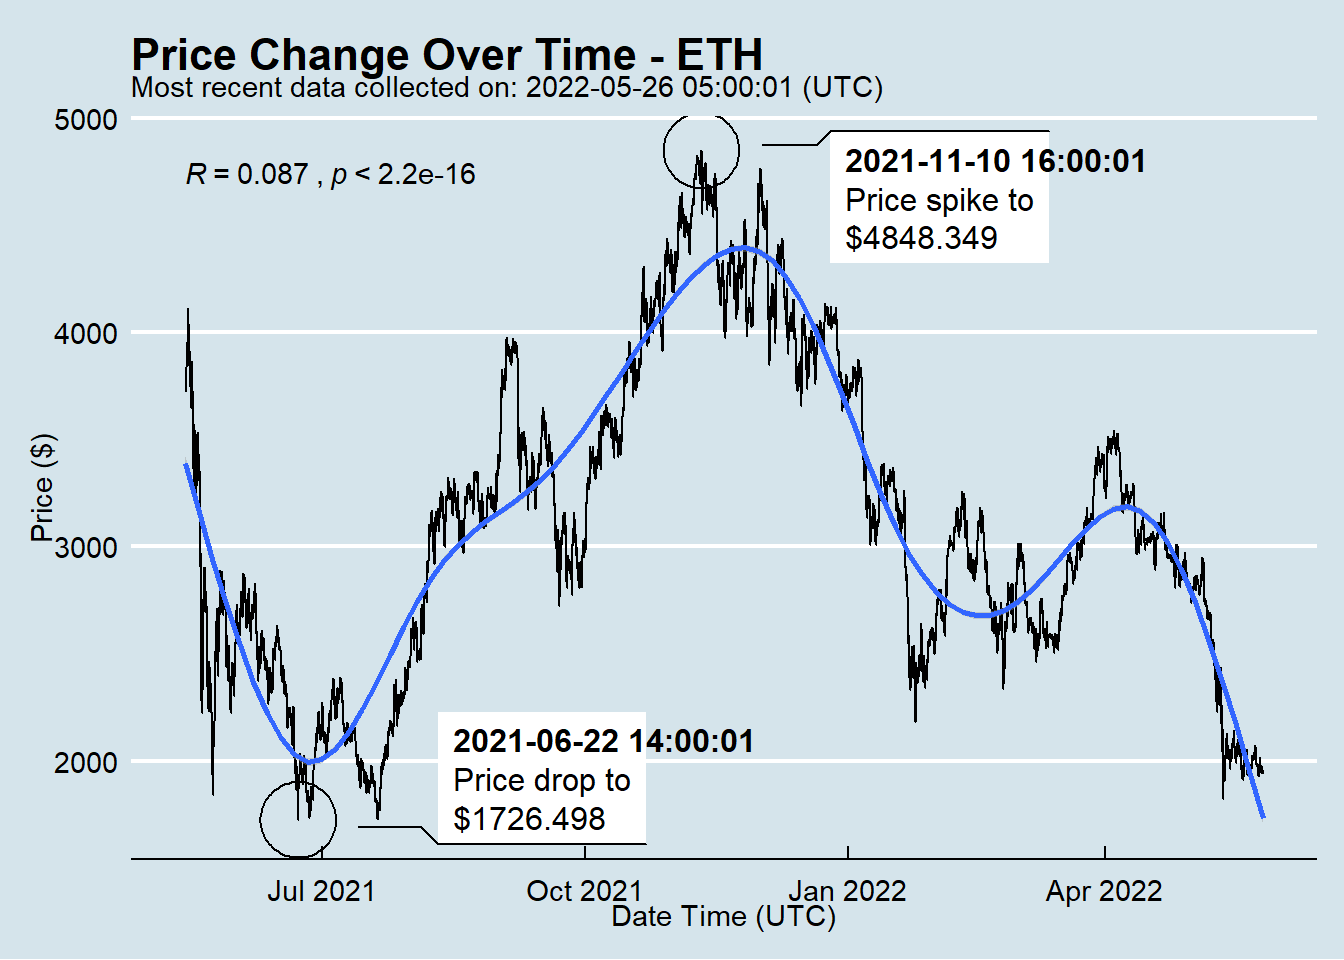 Price Change Over Time - ETH
Most recent data collected on: 2022-05-26 05:00:01 (UTC)
5000
R = 0.087 , p < 2.2e-16
2021-11-10 16:00:01
Price spike to
$4848.349
4000
Price ($)
3000
2000
2021-06-22 14:00:01
Price drop to
$1726.498
Jul 2021 Oct 2021 Jan 2022 Apr 2022
Date Time (UTC)